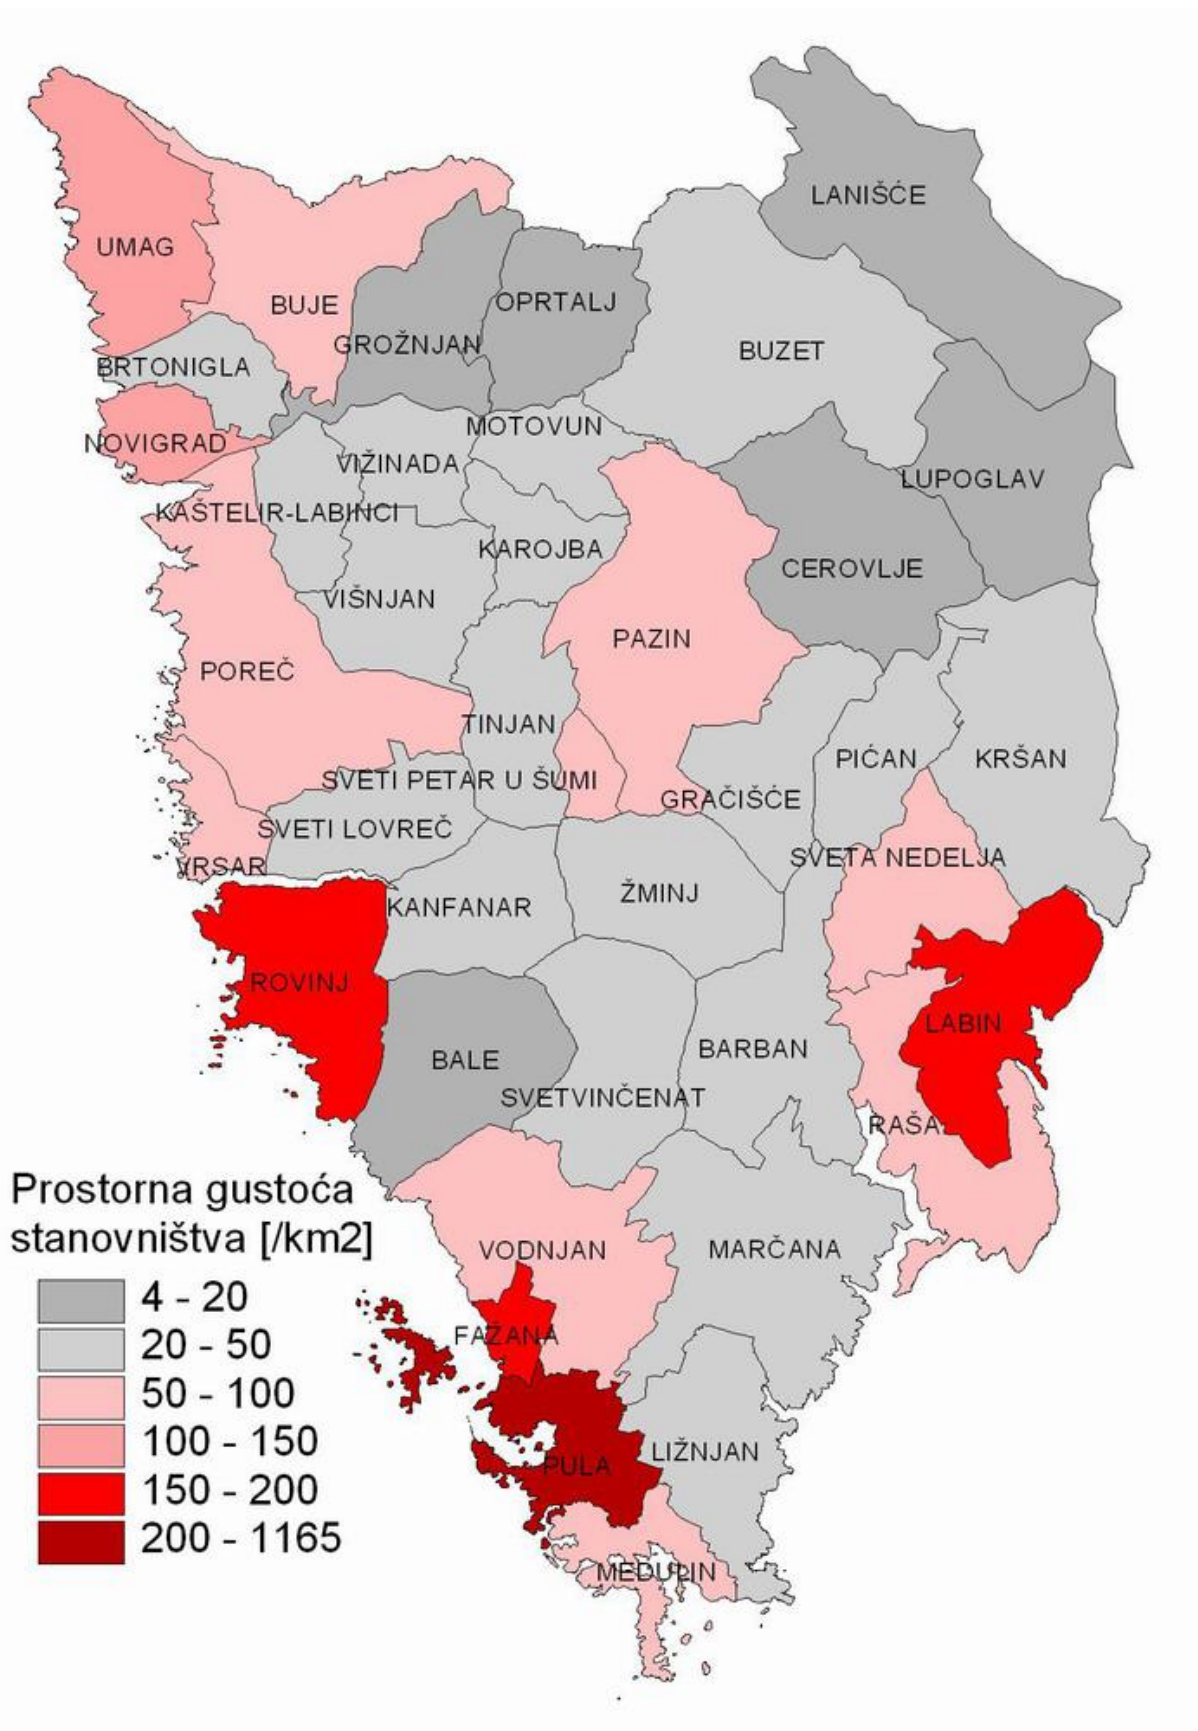 LANIŠĆE
UMAG
BUJE
OPRTALJ
GROŽNJAN
BUZET
BRTONIGLA
MOTOVUN
NOVIGRAD
VIŽINADA
LUPOGLAV
KAŠTELIR-LABINCI
KAROJBA
CEROVLJE
VIŠNJAN
PAZIN
POREČ
TINJAN
PIĆAN
KRŠAN
SVETI PETAR U ŠUMI
GRAČIŠĆE
SVETI LOVREČ
SVETA NEDELJA
VRSAR
KANFANAR
ŽMINJ
ROVINJ
LABIN
BARBAN
BALE
SVETVINČENAT
RAŠA
Prostorna gustoća
stanovništva [/km2]
VODNJAN
MARČANA
4 - 20
FAŽANA
20 - 50
50 - 100
100 - 150
LIŽNJAN
PULA
150 - 200
200 - 1165
MEDULIN